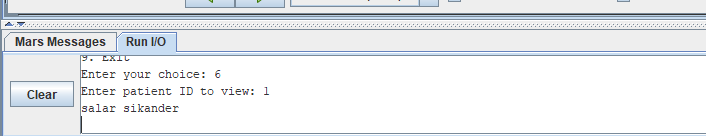 Mars Messages
Run I/O
9. Exit
Enter your choice: 6
Clear
Enter patient ID to view: 1
salar sikander